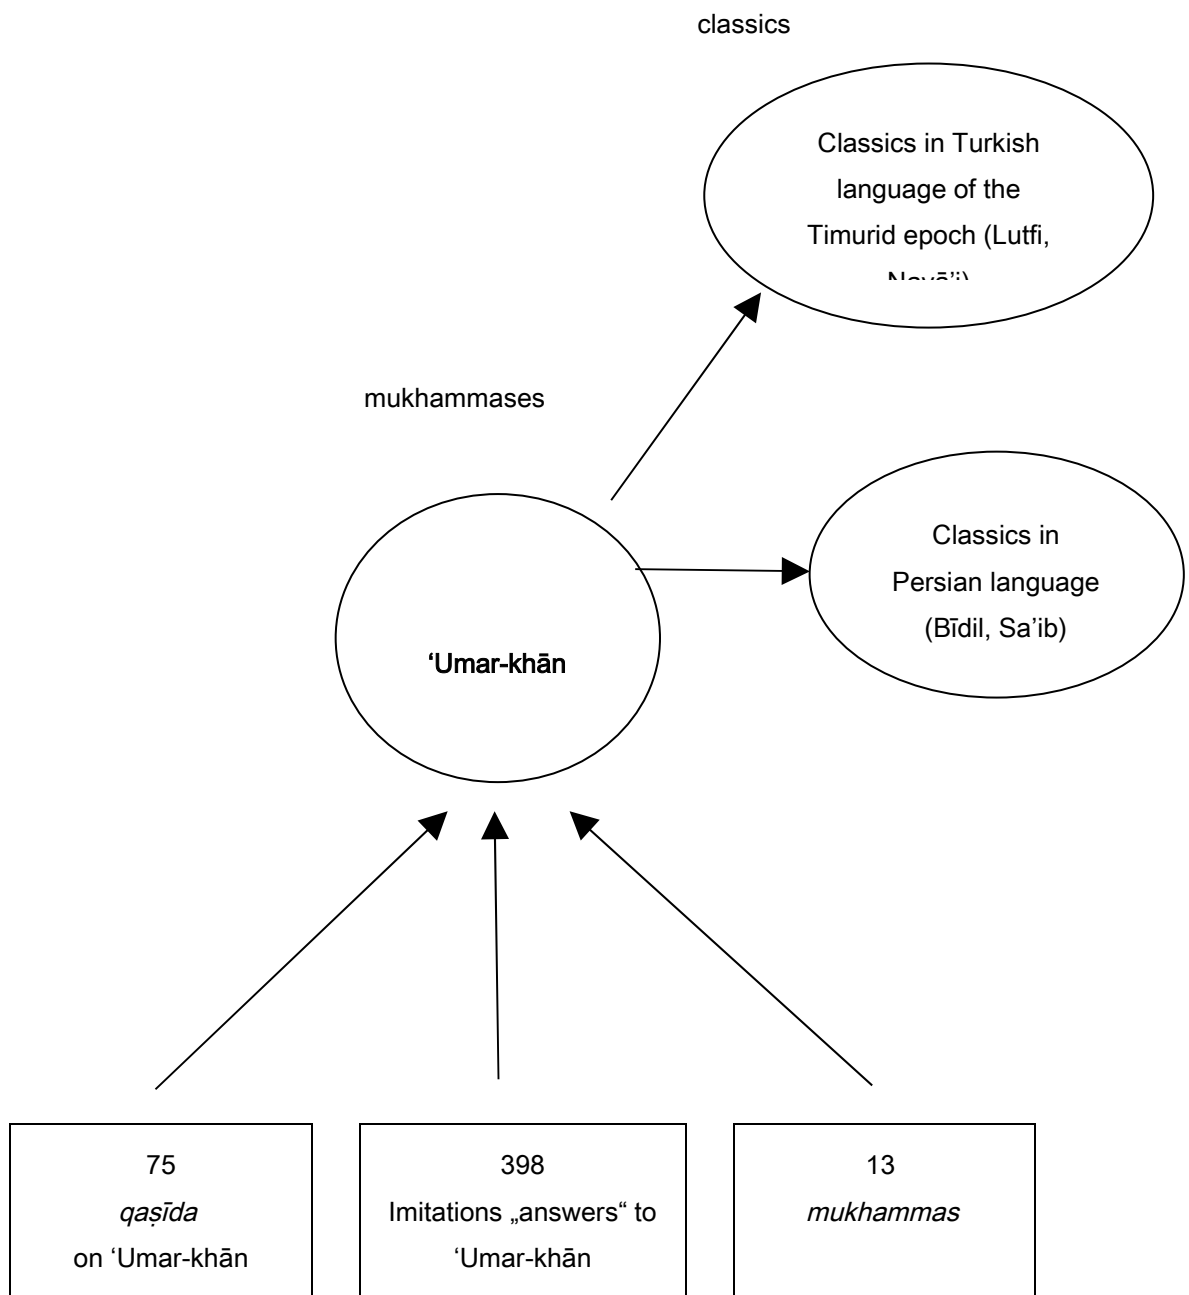 classics
Classics in Turkish
language of the
Timurid epoch (Lutfi,
mukhammases
Classics in
Persian language
(Bīdil, Sa’ib)
‘Umar-khān
75
qaṣīda
on ‘Umar-khān
398
Imitations „answers“ to
‘Umar-khān
13
mukhammas